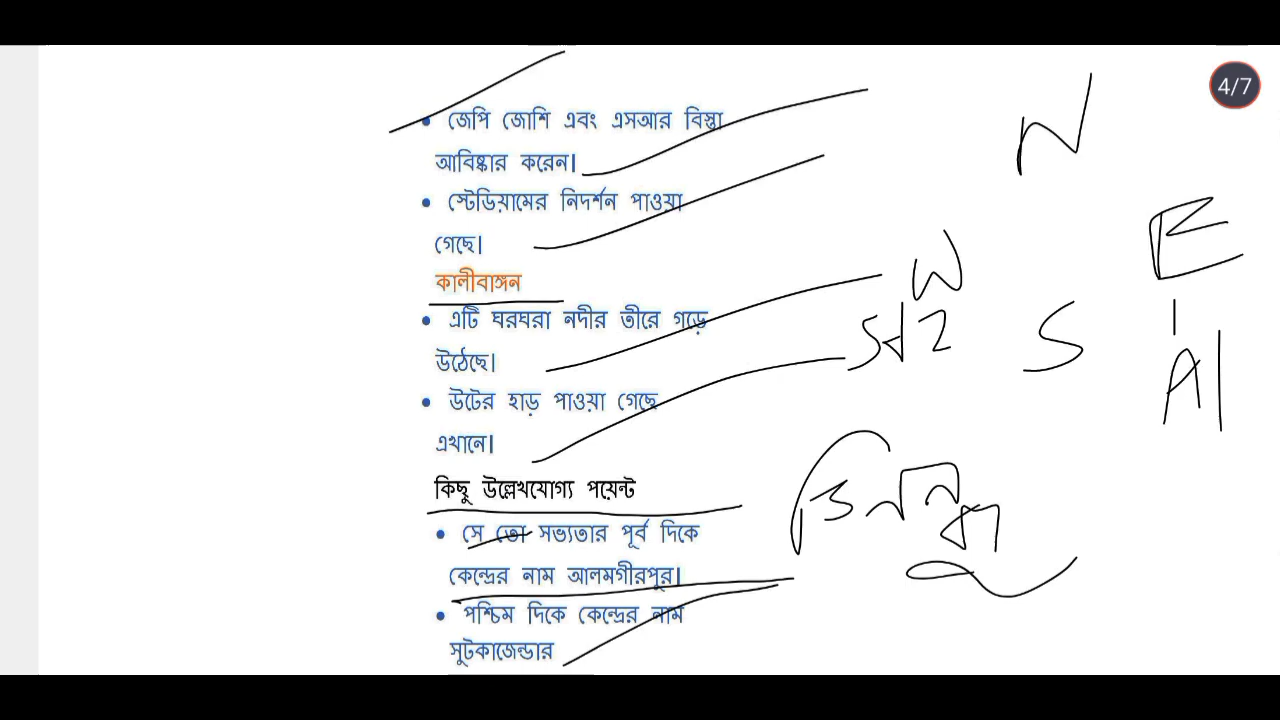 4/7
• জেপি জোশি এবং এসআর বিস্তা
আবিষ্কার করেন।
• স্টেডিয়ামের নিদর্শন পাওয়া
গেছে।
কালীবাঙ্গন
• এটি ঘরঘরা নদীর তীরে গড়ে
উঠেছে।
• উটের হাড় পাওয়া গেছে
এখানে।
কিছু উল্লেখযোগ্য পয়েন্ট
• সে তো সভ্যতার পূর্ব দিকে
কেন্দ্রের নাম আলমগীরপুর।
• পশ্চিম দিকে কেন্দ্রের নাম
সুটকাজেন্ডার
N
E
W
S
A